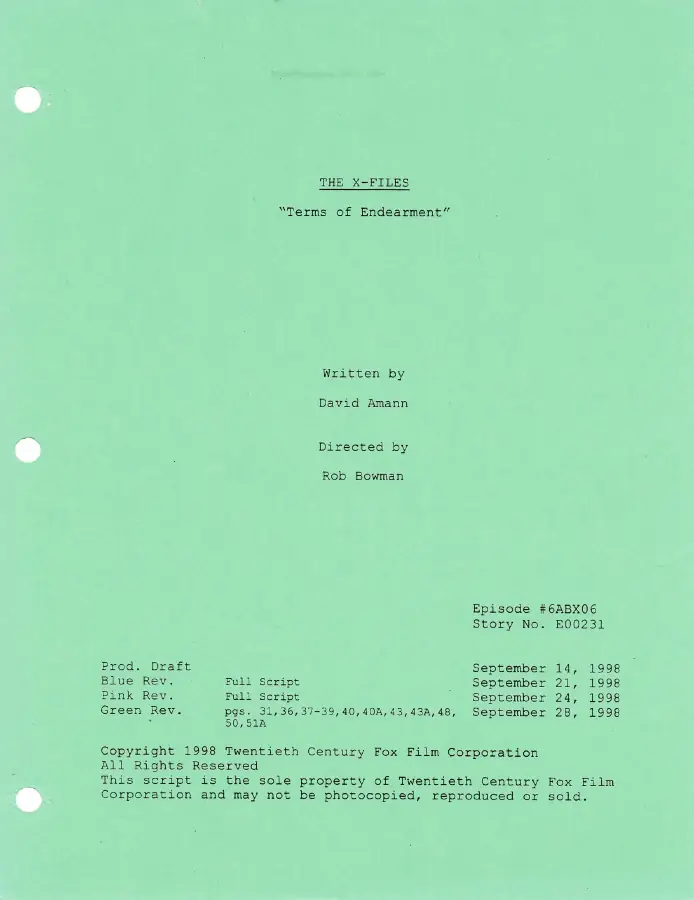 THE X-FILES
"Terms of Endearment"
Written by
David Amann
Directed by
Rob Bowman
Episode #6ABX06
Story No. E00231
Prod. Draft September 14, 1998
Blue Rev. Full Script September 21, 1998
Pink Rev. Full Script September 24, 1998
Green Rev. pgs. 31,36,37-39,40,40A,43,43A,48, September 28, 1998
50,51A
Copyright 1998 Twentieth Century Fox Film Corporation
All Rights Reserved
This script is the sole property of Twentieth Century Fox Film
Corporation and may not be photocopied, reproduced or sold.